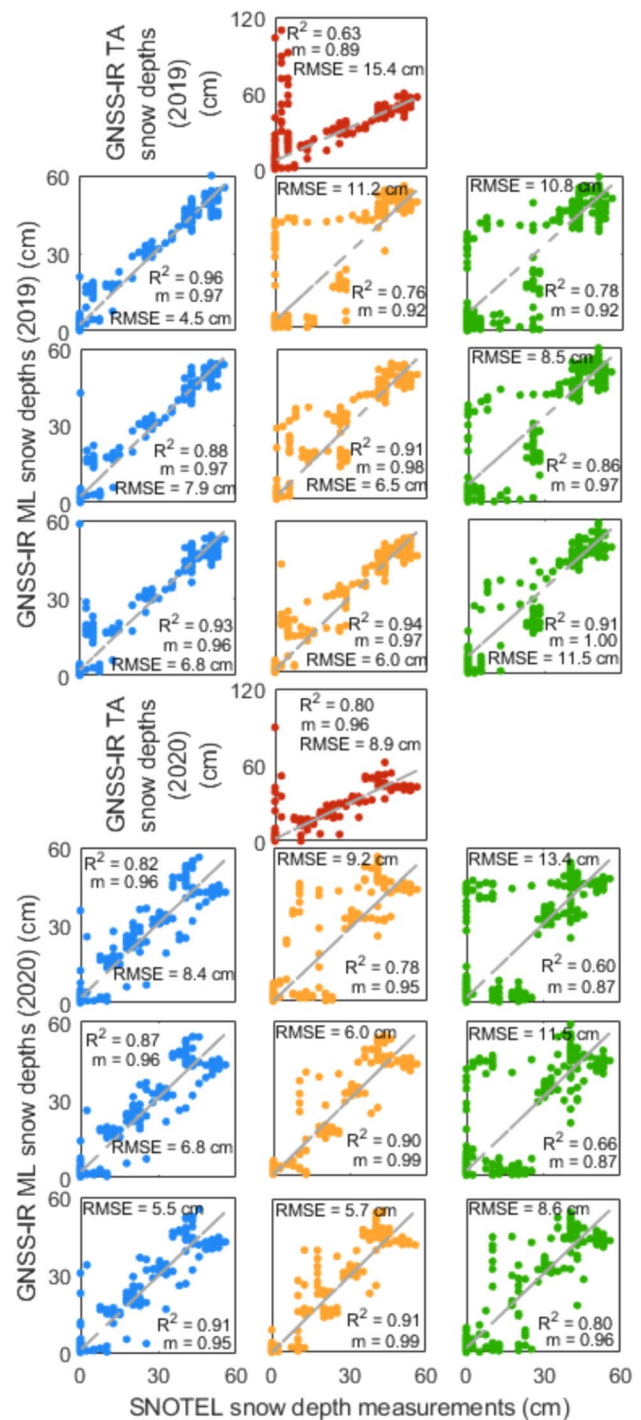 GNSS-IR TA
snow depths
(2019)
(cm)
120
60
0
R² = 0.63
m = 0.89
RMSE = 15.4 cm
GNSS-IR ML snow depths (2019) (cm)
60
30
0
R² = 0.96
m = 0.97
RMSE = 4.5 cm
RMSE = 11.2 cm
R² = 0.76
m = 0.92
RMSE = 10.8 cm
R² = 0.78
m = 0.92
60
30
0
R² = 0.88
m = 0.97
RMSE = 7.9 cm
R² = 0.91
m = 0.98
RMSE = 6.5 cm
RMSE = 8.5 cm
R² = 0.86
m = 0.97
60
30
0
R² = 0.93
m = 0.96
RMSE = 6.8 cm
R² = 0.94
m = 0.97
RMSE = 6.0 cm
R² = 0.91
m = 1.00
RMSE = 11.5 cm
GNSS-IR TA
snow depths
(2020)
(cm)
120
60
0
R² = 0.80
m = 0.96
RMSE = 8.9 cm
GNSS-IR ML snow depths (2020) (cm)
60
30
0
R² = 0.82
m = 0.96
RMSE = 8.4 cm
RMSE = 9.2 cm
R² = 0.78
m = 0.95
RMSE = 13.4 cm
R² = 0.60
m = 0.87
60
30
0
R² = 0.87
m = 0.96
RMSE = 6.8 cm
RMSE = 6.0 cm
R² = 0.90
m = 0.99
RMSE = 11.5 cm
R² = 0.66
m = 0.87
60
30
0
RMSE = 5.5 cm
R² = 0.91
m = 0.95
RMSE = 5.7 cm
R² = 0.91
m = 0.99
RMSE = 8.6 cm
R² = 0.80
m = 0.96
0 30 60
0 30 60
0 30 60
SNOTEL snow depth measurements (cm)